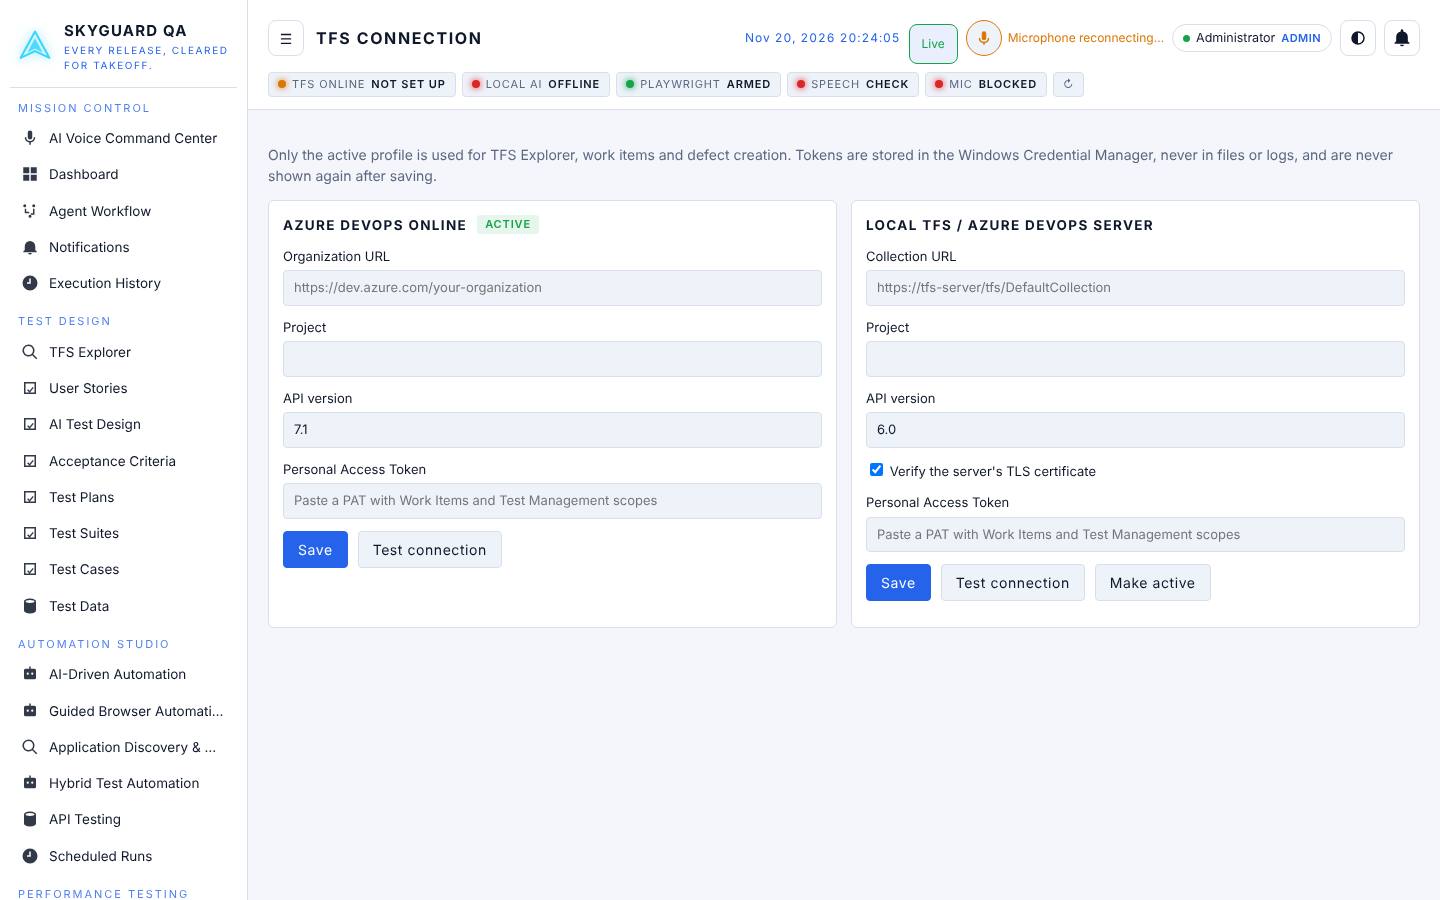 SKYGUARD QA
EVERY RELEASE, CLEARED
FOR TAKEOFF.
MISSION CONTROL
AI Voice Command Center
Dashboard
Agent Workflow
Notifications
Execution History
TEST DESIGN
TFS Explorer
User Stories
AI Test Design
Acceptance Criteria
Test Plans
Test Suites
Test Cases
Test Data
AUTOMATION STUDIO
AI-Driven Automation
Guided Browser Automati...
Application Discovery & ...
Hybrid Test Automation
API Testing
Scheduled Runs
PERFORMANCE TESTING
TFS CONNECTION
Nov 20, 2026 20:24:05
Live
Microphone reconnecting...
Administrator ADMIN
TFS ONLINE NOT SET UP
LOCAL AI OFFLINE
PLAYWRIGHT ARMED
SPEECH CHECK
MIC BLOCKED
Only the active profile is used for TFS Explorer, work items and defect creation. Tokens are stored in the Windows Credential Manager, never in files or logs, and are never
shown again after saving.
AZURE DEVOPS ONLINE ACTIVE
Organization URL
https://dev.azure.com/your-organization
Project
API version
7.1
Personal Access Token
Paste a PAT with Work Items and Test Management scopes
Save
Test connection
LOCAL TFS / AZURE DEVOPS SERVER
Collection URL
https://tfs-server/tfs/DefaultCollection
Project
API version
6.0
Verify the server's TLS certificate
Personal Access Token
Paste a PAT with Work Items and Test Management scopes
Save
Test connection
Make active